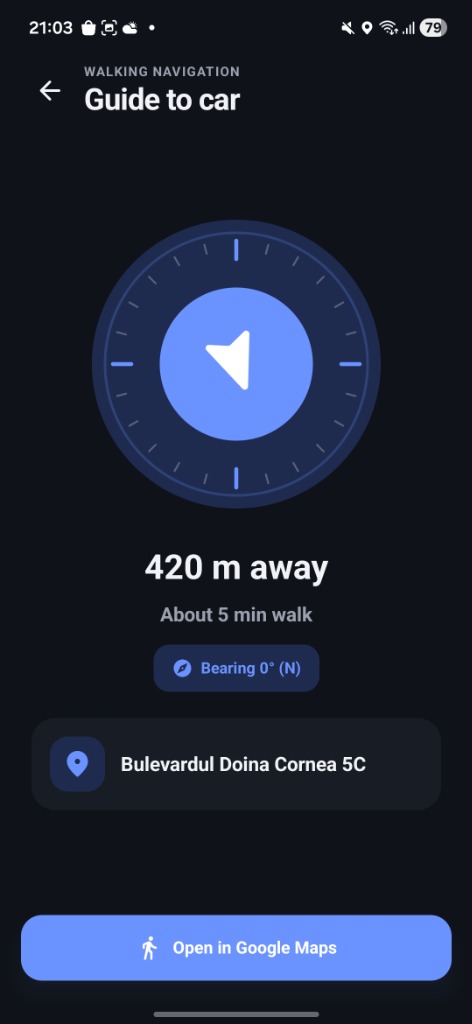 21:03
79
WALKING NAVIGATION
Guide to car
420 m away
About 5 min walk
Bearing 0° (N)
Bulevardul Doina Cornea 5C
Open in Google Maps